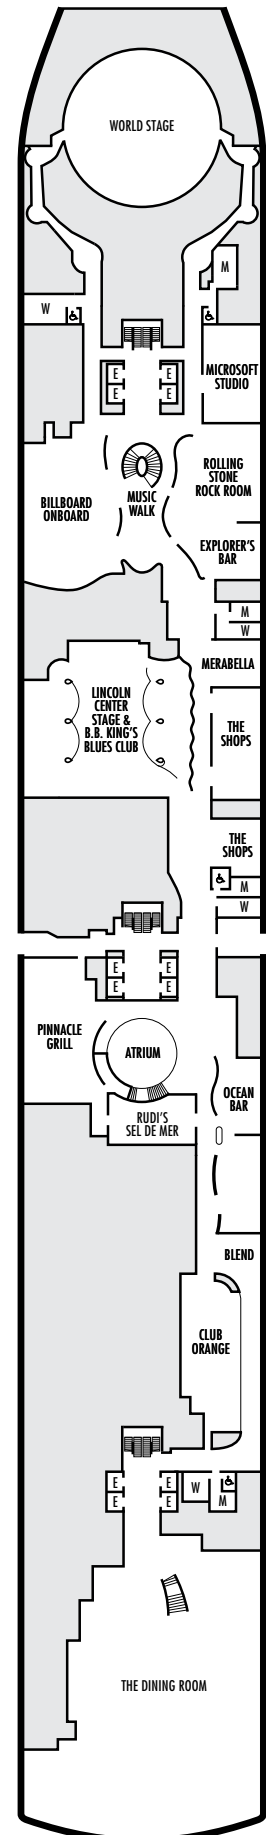 WORLD STAGE
M
W
E
E
E
E
MICROSOFT
STUDIO
ROLLING
STONE
ROCK ROOM
MUSIC
WALK
BILLBOARD
ONBOARD
EXPLORER'S
BAR
M
W
MERABELLA
LINCOLN
CENTER
STAGE &
B.B. KING'S
BLUES CLUB
THE
SHOPS
THE
SHOPS
M
W
E
E
E
E
PINNACLE
GRILL
ATRIUM
OCEAN
BAR
RUDI'S
SEL DE MER
BLEND
CLUB
ORANGE
E
E
E
E
W
M
THE DINING ROOM